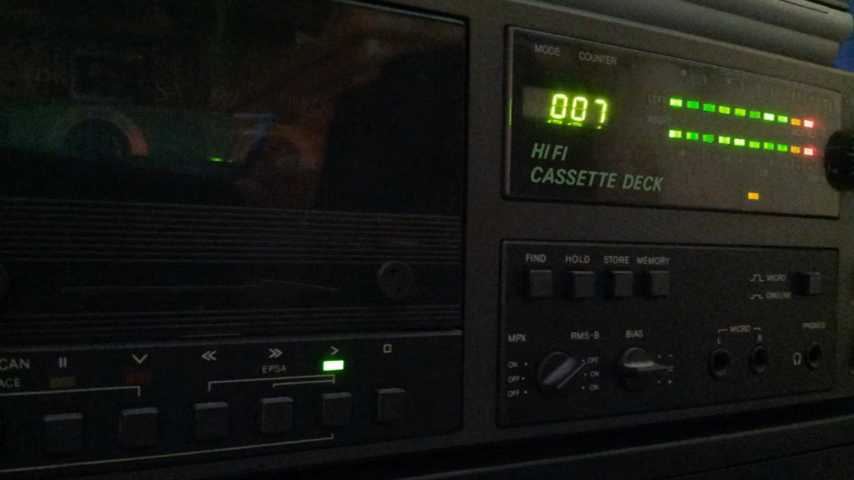 MODE COUNTER
007
LEFT
RIGHT
HI FI
CASSETTE DECK
FIND HOLD STORE MEMORY
MICRO
DIN/LINE
MPX RMS-B BIAS
MICRO
L R
PHONES
ON
OFF
OFF
OFF
ON
ON
CAN
ACE
EPSA